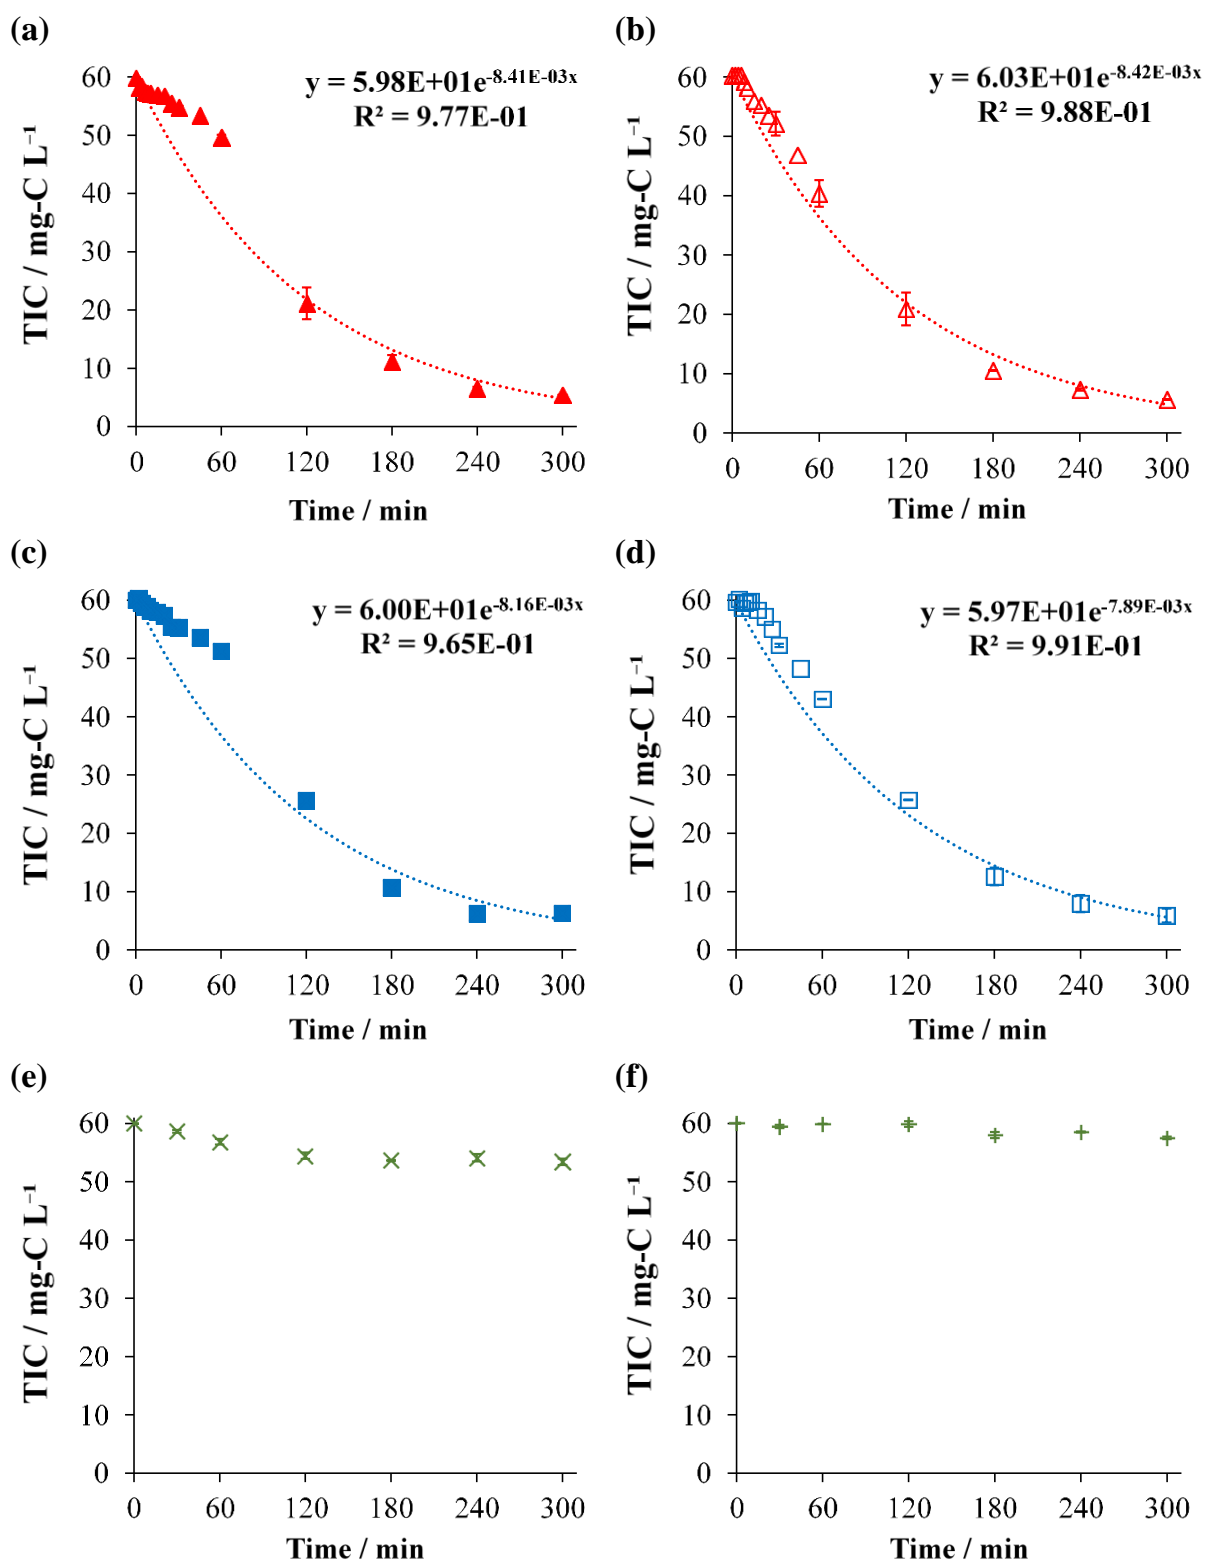 (a)
y = 5.98E+01e^-8.41E-03x
R² = 9.77E-01
TIC / mg-C L⁻¹
60
50
40
30
20
10
0
0 60 120 180 240 300
Time / min
(b)
y = 6.03E+01e^-8.42E-03x
R² = 9.88E-01
TIC / mg-C L⁻¹
60
50
40
30
20
10
0
0 60 120 180 240 300
Time / min
(c)
y = 6.00E+01e^-8.16E-03x
R² = 9.65E-01
TIC / mg-C L⁻¹
60
50
40
30
20
10
0
0 60 120 180 240 300
Time / min
(d)
y = 5.97E+01e^-7.89E-03x
R² = 9.91E-01
TIC / mg-C L⁻¹
60
50
40
30
20
10
0
0 60 120 180 240 300
Time / min
(e)
TIC / mg-C L⁻¹
60
50
40
30
20
10
0
0 60 120 180 240 300
Time / min
(f)
TIC / mg-C L⁻¹
60
50
40
30
20
10
0
0 60 120 180 240 300
Time / min